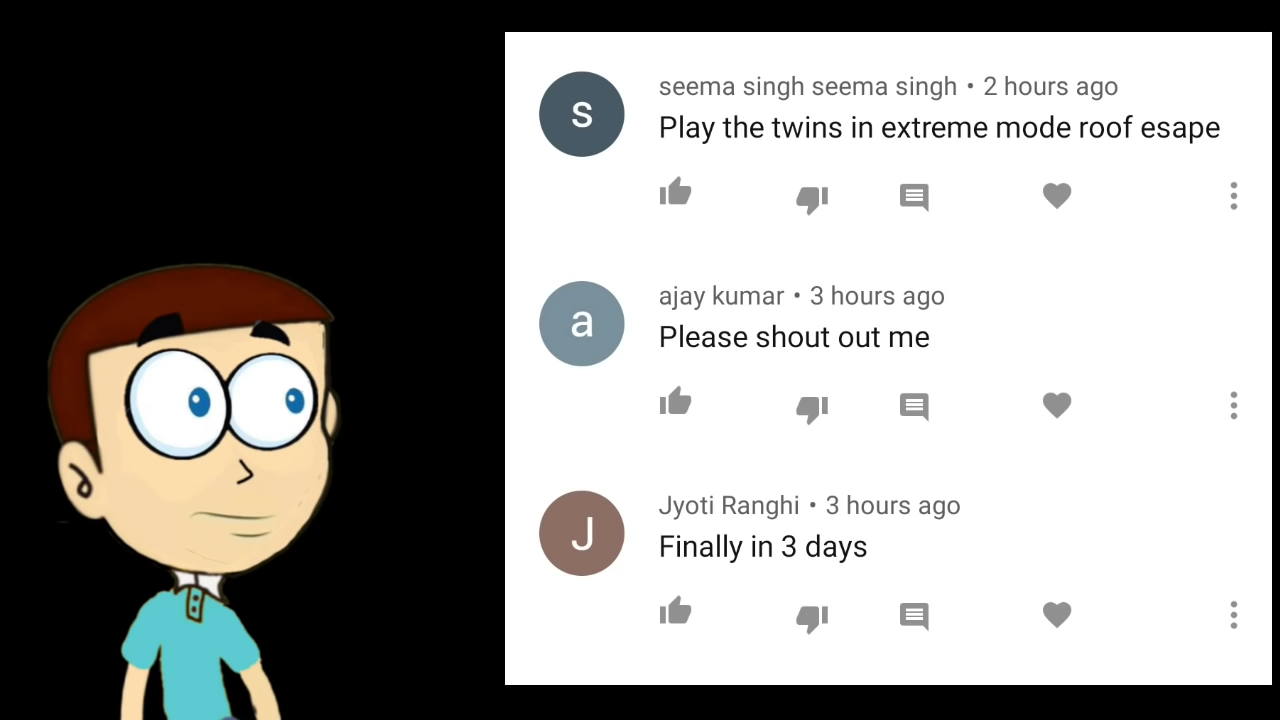 s
seema singh seema singh • 2 hours ago
Play the twins in extreme mode roof esape
a
ajay kumar • 3 hours ago
Please shout out me
J
Jyoti Ranghi • 3 hours ago
Finally in 3 days